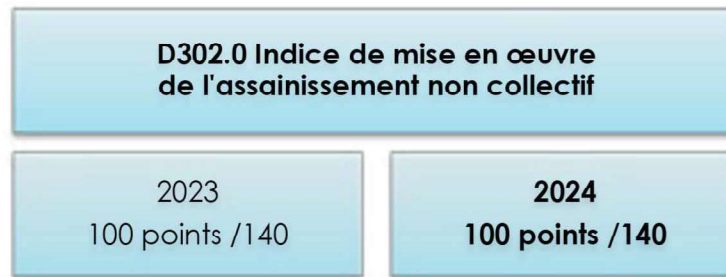 D302.0 Indice de mise en œuvre
de l'assainissement non collectif
2023
100 points /140
2024
100 points /140